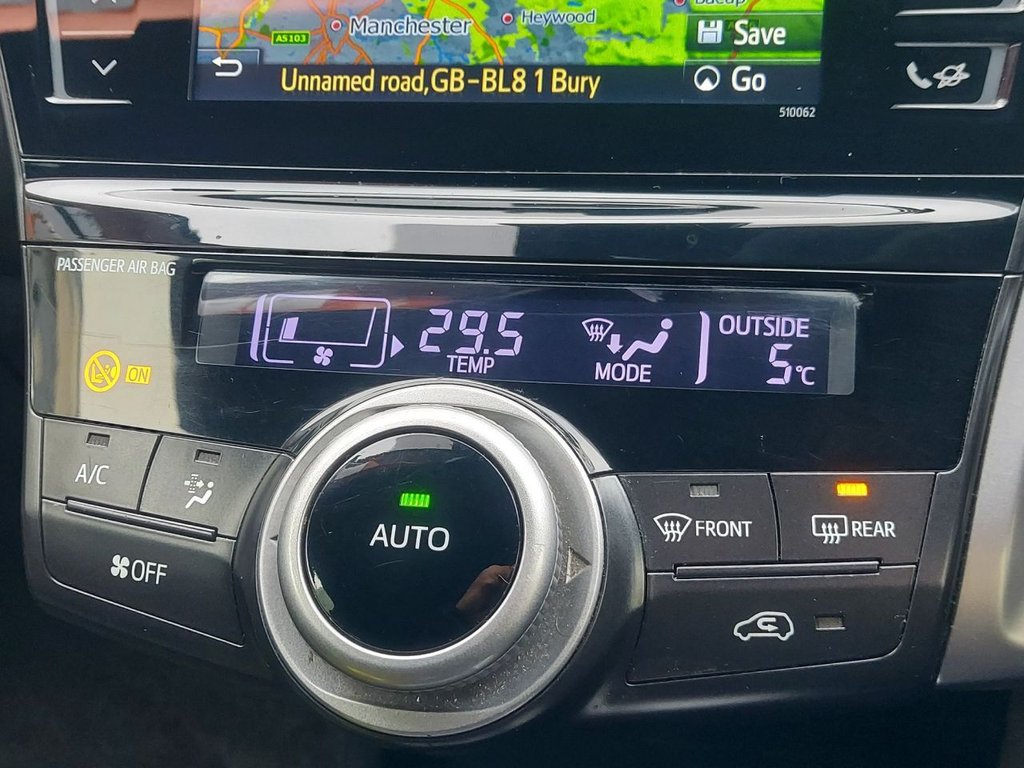 Manchester
Heywood
A5103
Save
Unnamed road,GB-BL8 1 Bury
Go
510062
PASSENGER AIR BAG
ON
29.5
TEMP
MODE
OUTSIDE
5°C
A/C
OFF
AUTO
FRONT
REAR